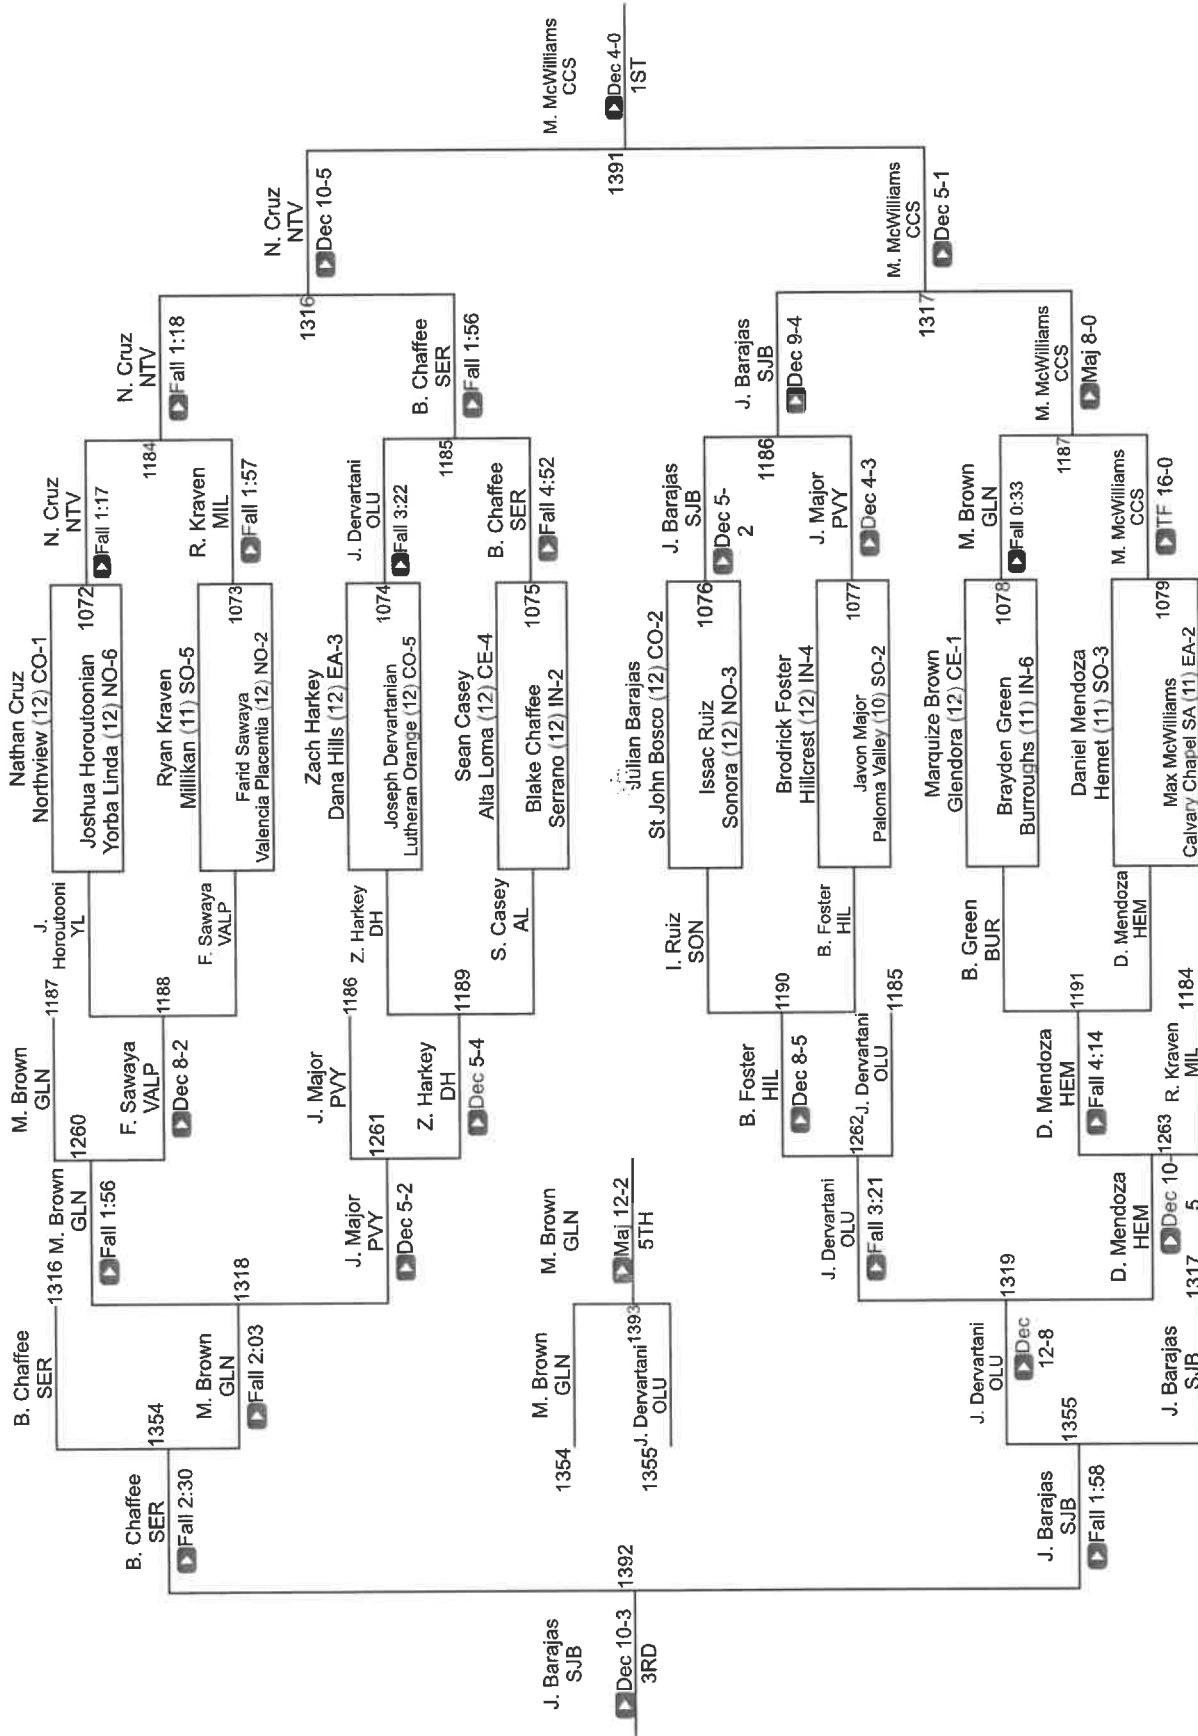 Nathan Cruz
Northview (12) CO-1
Joshua Horoutoonian
Yorba Linda (12) NO-6
1072
Ryan Kraven
Millikan (11) SO-5
Farid Sawaya
Valencia Placentia (12) NO-2
1073
Zach Harkey
Dana Hills (12) EA-3
Joseph Dervartanian
Lutheran Orange (12) CO-5
1074
Sean Casey
Alta Loma (12) CE-4
Blake Chaffee
Serrano (12) IN-2
1075
Julian Barajas
St John Bosco (12) CO-2
Issac Ruiz
Sonora (12) NO-3
1076
Brodrick Foster
Hillcrest (12) IN-4
Javon Major
Paloma Valley (10) SO-2
1077
Marquize Brown
Glendora (12) CE-1
Brayden Green
Burroughs (11) IN-6
1078
Daniel Mendoza
Hemet (11) SO-3
Max McWilliams
Calvary Chapel SA (11) EA-2
1079
N. Cruz
NTV
Fall 1:17
1184
R. Kraven
MIL
Fall 1:57
J. Dervartani
OLU
Fall 3:22
1185
B. Chaffee
SER
Fall 4:52
J. Barajas
SJB
Dec 5-
2
1186
J. Major
PVY
Dec 4-3
M. Brown
GLN
Fall 0:33
1187
M. McWilliams
CCS
TF 16-0
N. Cruz
NTV
Fall 1:18
1316
B. Chaffee
SER
Fall 1:56
J. Barajas
SJB
Dec 9-4
1317
M. McWilliams
CCS
Maj 8-0
N. Cruz
NTV
Dec 10-5
1391
M. McWilliams
CCS
Dec 5-1
M. McWilliams
CCS
Dec 4-0
1ST
J.
Horoutooni
YL
1188
F. Sawaya
VALP
Z. Harkey
DH
1189
S. Casey
AL
I. Ruiz
SON
1190
B. Foster
HIL
B. Green
BUR
1191
D. Mendoza
HEM
M. Brown
GLN
1187
1260
F. Sawaya
VALP
Dec 8-2
J. Major
PVY
1186
1261
Z. Harkey
DH
Dec 5-4
B. Foster
HIL
Dec 8-5
1262
J. Dervartani
OLU
1185
D. Mendoza
HEM
Fall 4:14
1263
R. Kraven
MIL
1184
M. Brown
GLN
Fall 1:56
1318
J. Major
PVY
Dec 5-2
J. Dervartani
OLU
Fall 3:21
1319
D. Mendoza
HEM
Dec 10-
5
B. Chaffee
SER
1316
1354
M. Brown
GLN
Fall 2:03
J. Dervartani
OLU
Dec
12-8
1355
J. Barajas
SJB
1317
B. Chaffee
SER
Fall 2:30
1392
J. Barajas
SJB
Fall 1:58
J. Barajas
SJB
Dec 10-3
3RD
1354
M. Brown
GLN
1393
1355
J. Dervartani
OLU
M. Brown
GLN
Maj 12-2
5TH